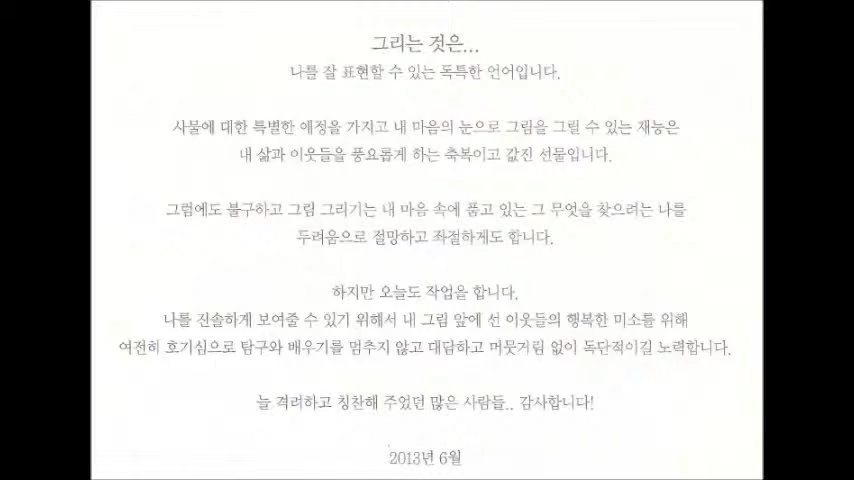 그리는 것은...
나를 잘 표현할 수 있는 독특한 언어입니다.
사물에 대한 특별한 애정을 가지고 내 마음의 눈으로 그림을 그릴 수 있는 재능은
내 삶과 이웃들을 풍요롭게 하는 축복이고 값진 선물입니다.
그럼에도 불구하고 그림 그리기는 내 마음 속에 품고 있는 그 무엇을 찾으려는 나를
두려움으로 절망하고 좌절하게도 합니다.
하지만 오늘도 작업을 합니다.
나를 진솔하게 보여줄 수 있기 위해서 내 그림 앞에 선 이웃들의 행복한 미소를 위해
여전히 호기심으로 탐구와 배우기를 멈추지 않고 대담하고 머뭇거림 없이 독단적이길 노력합니다.
늘 격려하고 칭찬해 주었던 많은 사람들.. 감사합니다!
2013년 6월